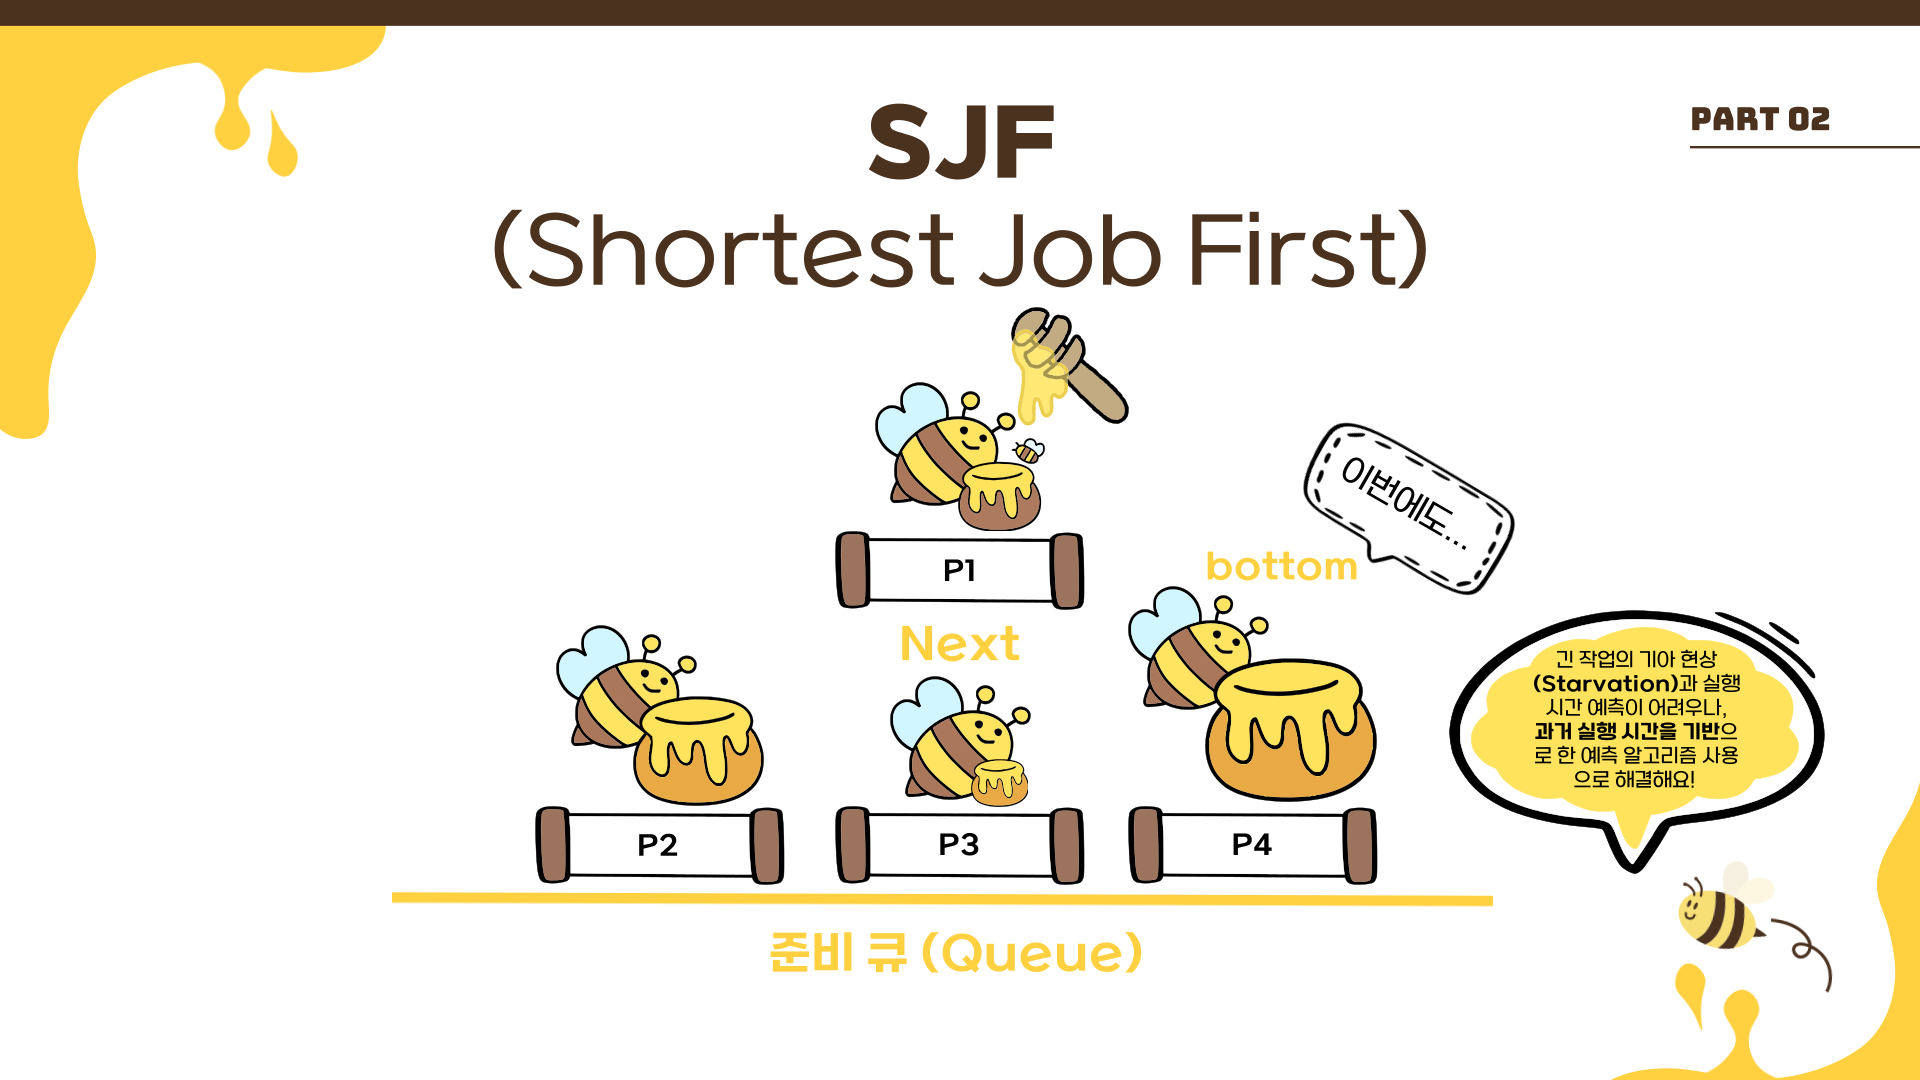 PART 02
SJF
(Shortest Job First)
이번에도...
P1
bottom
Next
긴 작업의 기아 현상
(Starvation)과 실행
시간 예측이 어려우나,
과거 실행 시간을 기반으
로 한 예측 알고리즘 사용
으로 해결해요!
P2
P3
P4
준비 큐 (Queue)